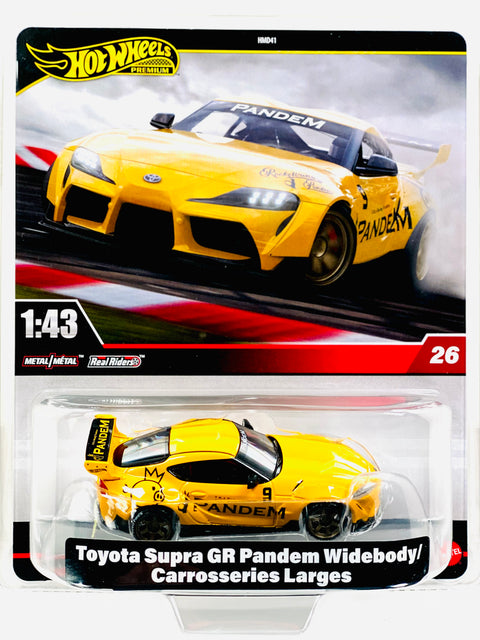 HMD41
HOT WHEELS
PREMIUM
PANDEM
9
PANDEM
1:43
METAL/MÉTAL
Real Riders
26
PANDEM
9
PANDEM
Toyota Supra GR Pandem Widebody/
Carrosseries Larges